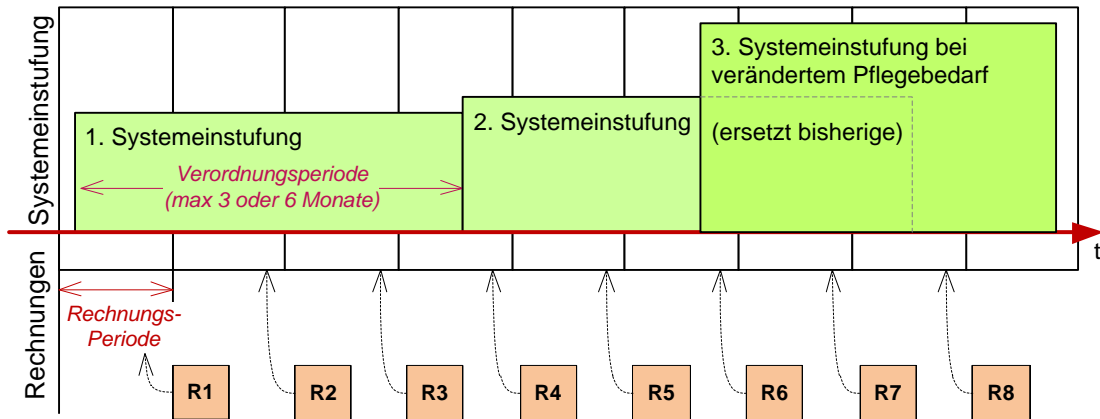 Systemeinstufung
1. Systemeinstufung
Verordnungsperiode
(max 3 oder 6 Monate)
2. Systemeinstufung
3. Systemeinstufung bei
verändertem Pflegebedarf
(ersetzt bisherige)
t
Rechnungen
Rechnungs-
Periode
R1
R2
R3
R4
R5
R6
R7
R8